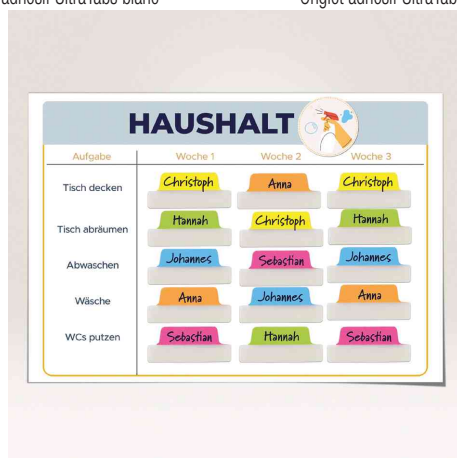 adhésif UltraTabs blanc
Onglet adhésif UltraTab
HAUSHALT
Aufgabe Woche 1 Woche 2 Woche 3
Tisch decken Christoph Anna Christoph
Tisch abräumen Hannah Christoph Hannah
Abwaschen Johannes Sebastian Johannes
Wäsche Anna Johannes Anna
WCs putzen Sebastian Hannah Sebastian